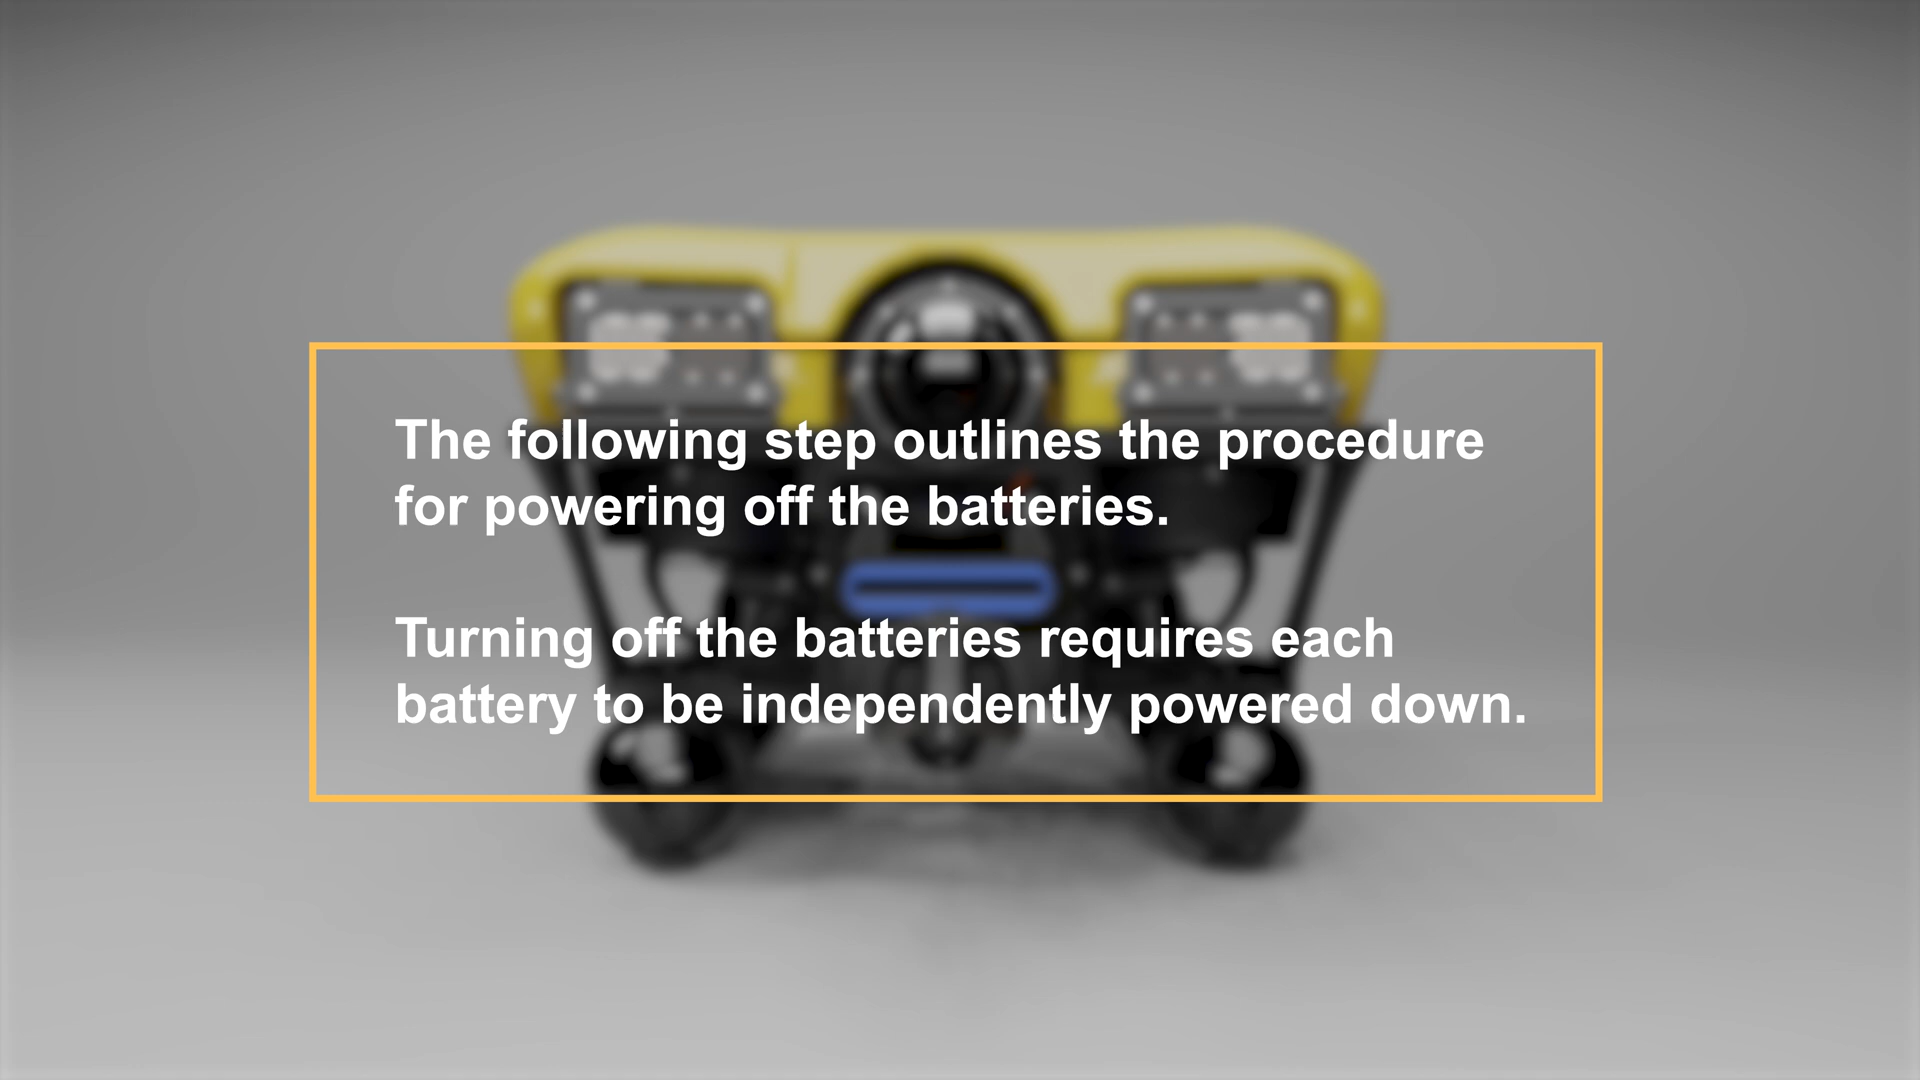 The following step outlines the procedure
for powering off the batteries.
Turning off the batteries requires each
battery to be independently powered down.